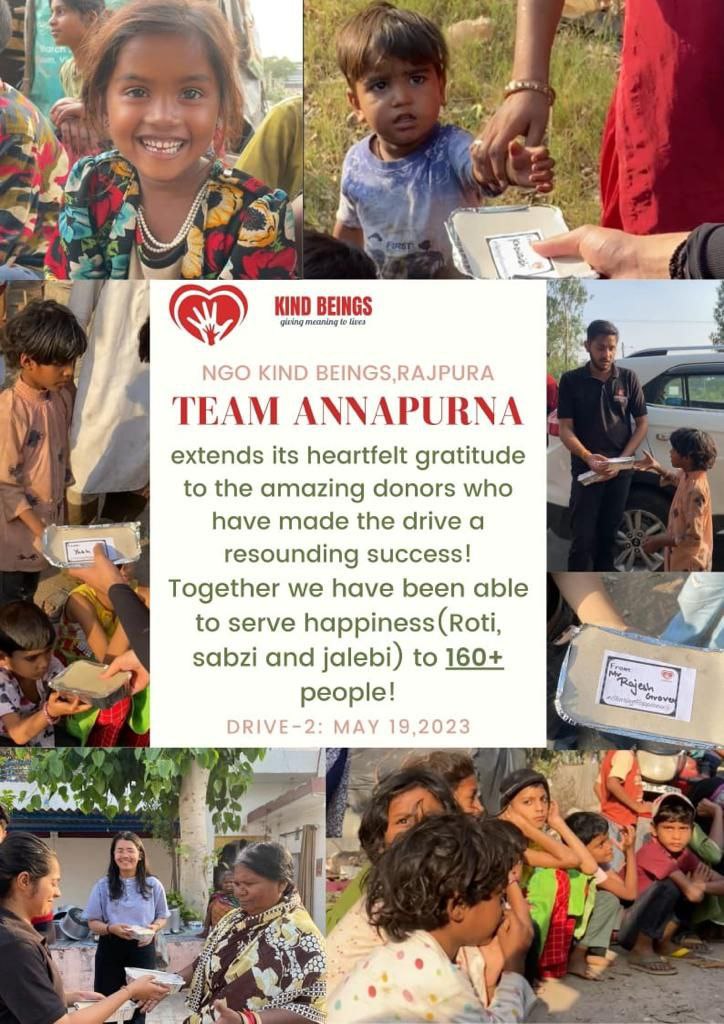 FIRST
KIND BEINGS
giving meaning to lives
NGO KIND BEINGS,RAJPURA
TEAM ANNAPURNA
extends its heartfelt gratitude
to the amazing donors who
have made the drive a
resounding success!
Together we have been able
to serve happiness(Roti,
sabzi and jalebi) to 160+
people!
DRIVE-2: MAY 19,2023
From:
Mr Rajesh
Grover